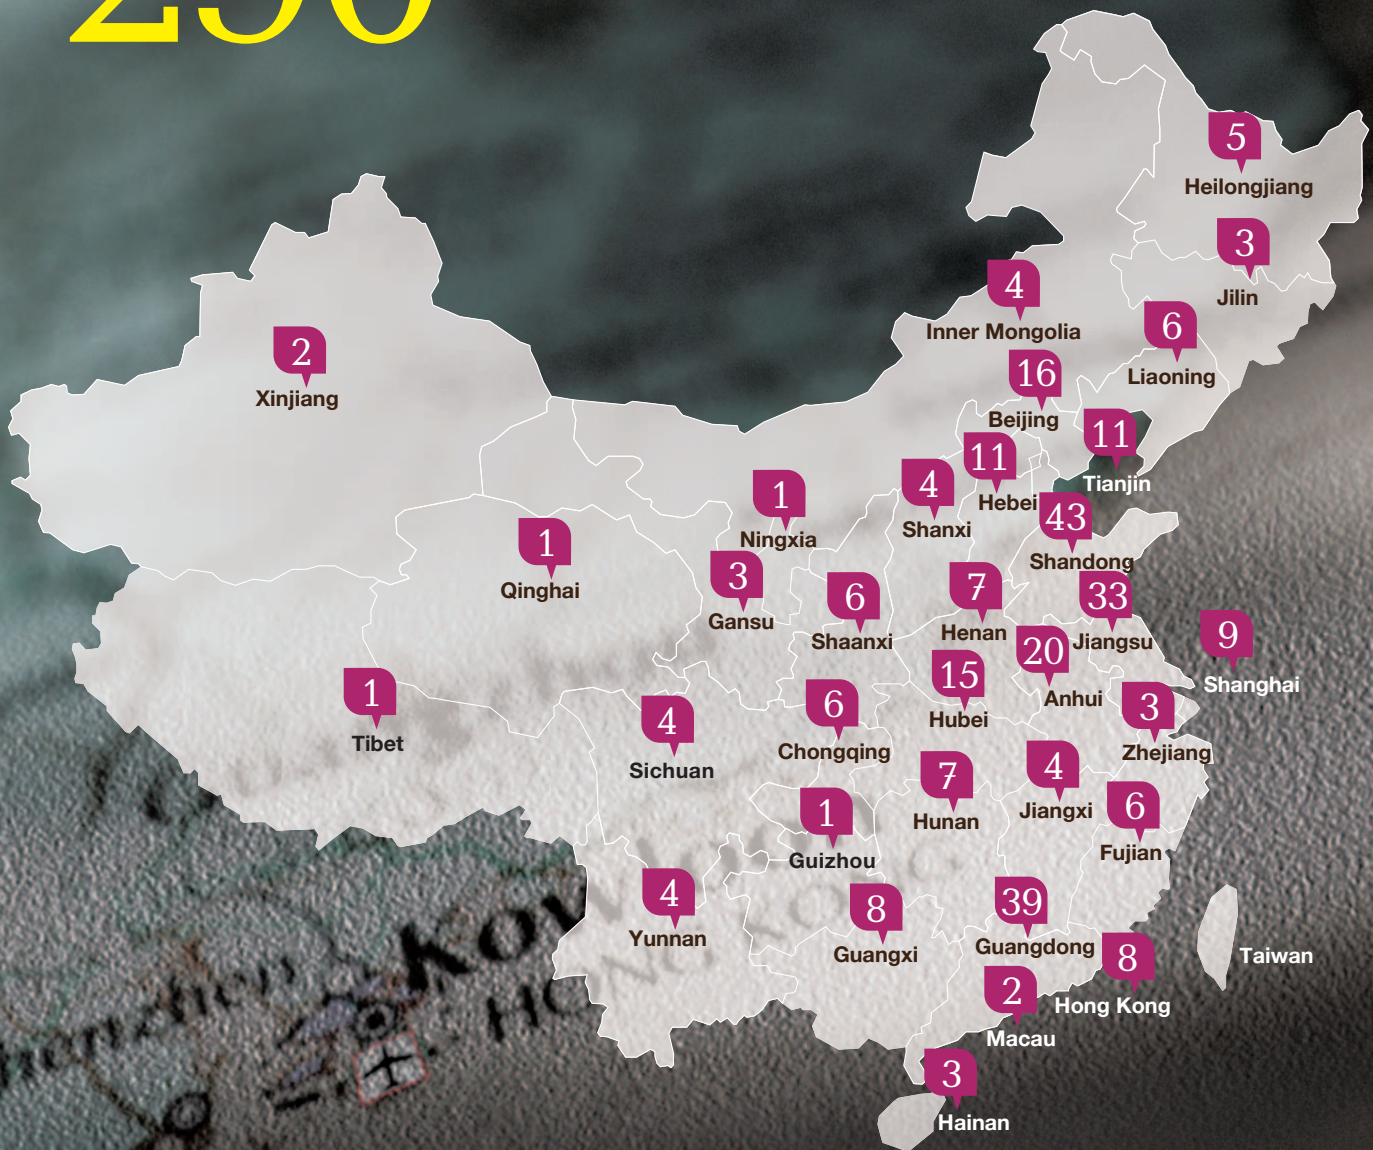 5
Heilongjiang
3
Jilin
4
Inner Mongolia
6
Liaoning
2
Xinjiang
16
Beijing
11
Tianjin
11
Hebei
4
Shanxi
1
Ningxia
43
Shandong
1
Qinghai
3
Gansu
6
Shaanxi
7
Henan
33
Jiangsu
9
Shanghai
20
Anhui
15
Hubei
1
Tibet
4
Sichuan
6
Chongqing
3
Zhejiang
7
Hunan
4
Jiangxi
6
Fujian
1
Guizhou
4
Yunnan
8
Guangxi
39
Guangdong
8
Hong Kong
Taiwan
2
Macau
3
Hainan